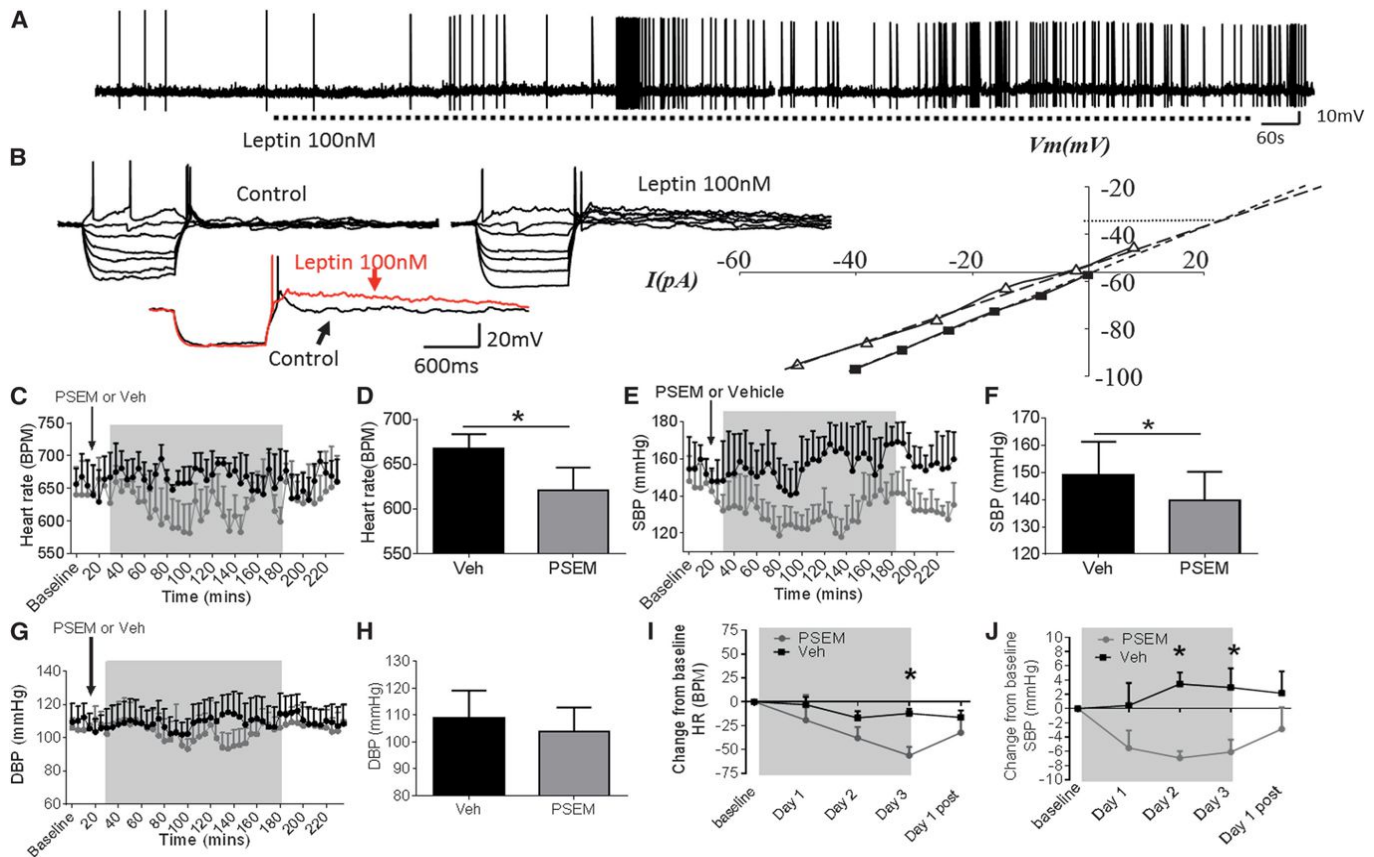 A
Leptin 100nM
Vm(mV)
60s
10mV
B
Control
Leptin 100nM
Leptin 100nM
Control
20mV
600ms
I(pA)
-60
-40
-20
20
-20
-40
-60
-80
-100
C
PSEM or Veh
Heart rate (BPM)
750
700
650
600
550
Baseline
20
40
60
80
100
120
140
160
180
200
220
Time (mins)
D
*
Heart rate(BPM)
700
650
600
550
Veh
PSEM
E
PSEM or Vehicle
SBP (mmHg)
180
160
140
120
Baseline
20
40
60
80
100
120
140
160
180
200
220
Time (mins)
F
*
SBP (mmHg)
170
160
150
140
130
120
Veh
PSEM
G
PSEM or Veh
DBP (mmHg)
140
120
100
80
60
Baseline
20
40
60
80
100
120
140
160
180
200
220
Time (mins)
H
DBP (mmHg)
130
120
110
100
90
80
Veh
PSEM
I
Change from baseline
HR (BPM)
75
50
25
0
-25
-50
-75
PSEM
Veh
*
baseline
Day 1
Day 2
Day 3
Day 1 post
J
Change from baseline
SBP (mmHg)
10
8
6
4
2
0
-2
-4
-6
-8
-10
PSEM
Veh
*
*
baseline
Day 1
Day 2
Day 3
Day 1 post